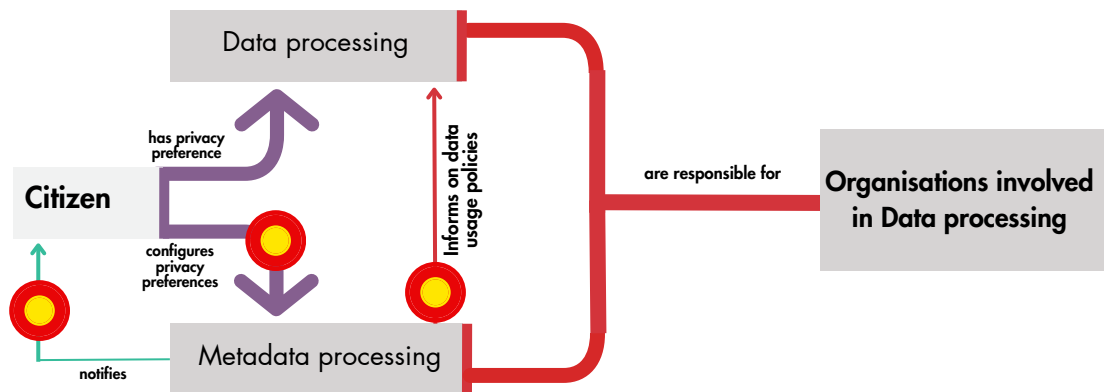 Data processing
has privacy
preference
Citizen
configures
privacy
preferences
Informs on data
usage policies
are responsible for
Organisations involved
in Data processing
Metadata processing
notifies